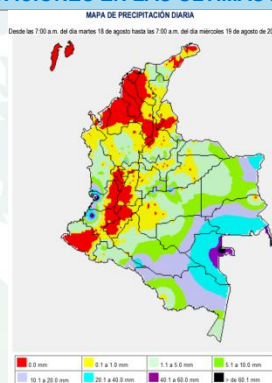 MAPA DE PRECIPITACIÓN DIARIA
Desde las 7:00 a.m. del día martes 18 de agosto hasta las 7:00 a.m. del día miércoles 19 de agosto de 20
0.0 mm
0.1 a 1.0 mm
1.1 a 5.0 mm
5.1 a 10.0 mm
10.1 a 20.0 mm
20.1 a 40.0 mm
40.1 a 60.0 mm
> de 60.1 mm